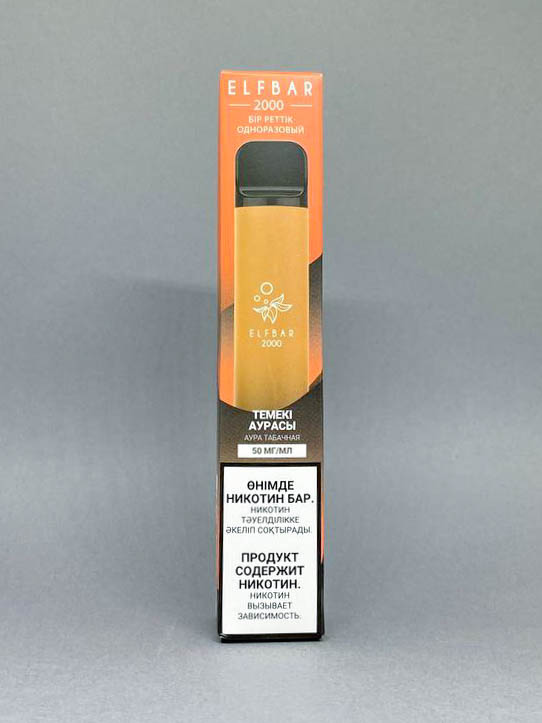 ELFBAR
2000
БІР РЕТТІК
ОДНОРАЗОВЫЙ
ELFBAR
2000
ТЕМЕКІ
АУРАСЫ
АУРА ТАБАЧНАЯ
50 МГ/МЛ
ӨНІМДЕ
НИКОТИН БАР.
НИКОТИН
ТӘУЕЛДІЛІККЕ
ӘКЕЛІП СОҚТЫРАДЫ.
ПРОДУКТ
СОДЕРЖИТ
НИКОТИН.
НИКОТИН
ВЫЗЫВАЕТ
ЗАВИСИМОСТЬ.